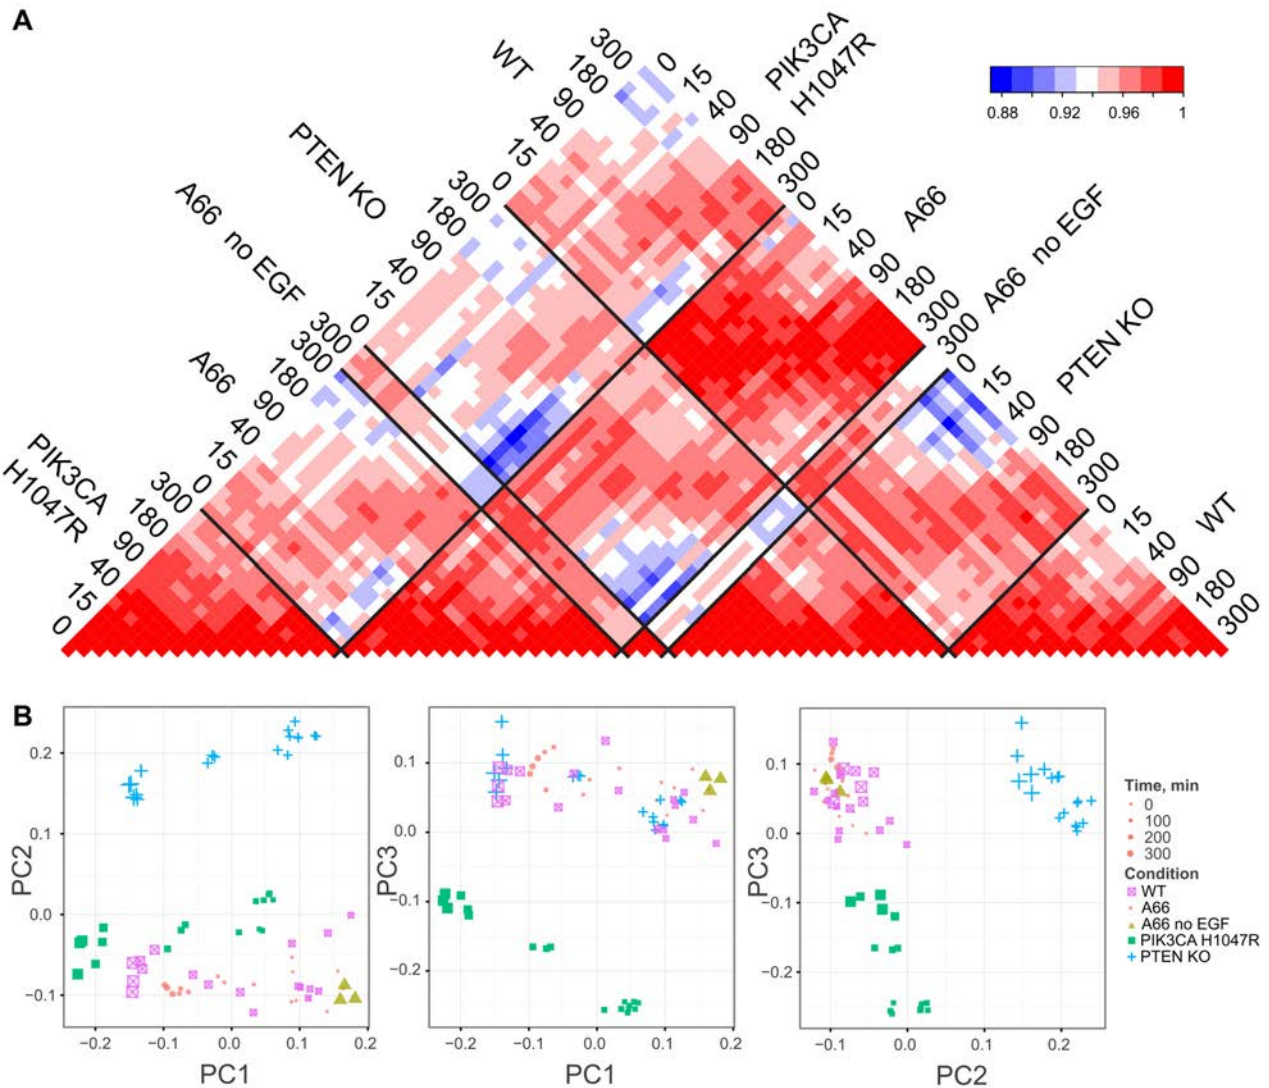 A
WT
300
180
90
40
15
0
PTEN KO
300
180
90
40
15
0
A66 no EGF
300
A66
300
180
90
40
15
0
PIK3CA
H1047R
300
180
90
40
15
0
0
15
40
90
180
300
PIK3CA
H1047R
0
15
40
90
180
300
A66
300
A66 no EGF
0
15
40
90
180
300
PTEN KO
0
15
40
90
180
300
WT
0.88 0.92 0.96 1
B
0.2
0.1
0.0
−0.1
PC2
−0.2 −0.1 0.0 0.1 0.2
PC1
0.1
0.0
−0.1
−0.2
PC3
−0.2 −0.1 0.0 0.1 0.2
PC1
0.1
0.0
−0.1
−0.2
PC3
−0.1 0.0 0.1 0.2
PC2
Time, min
0
100
200
300
Condition
WT
A66
A66 no EGF
PIK3CA H1047R
PTEN KO